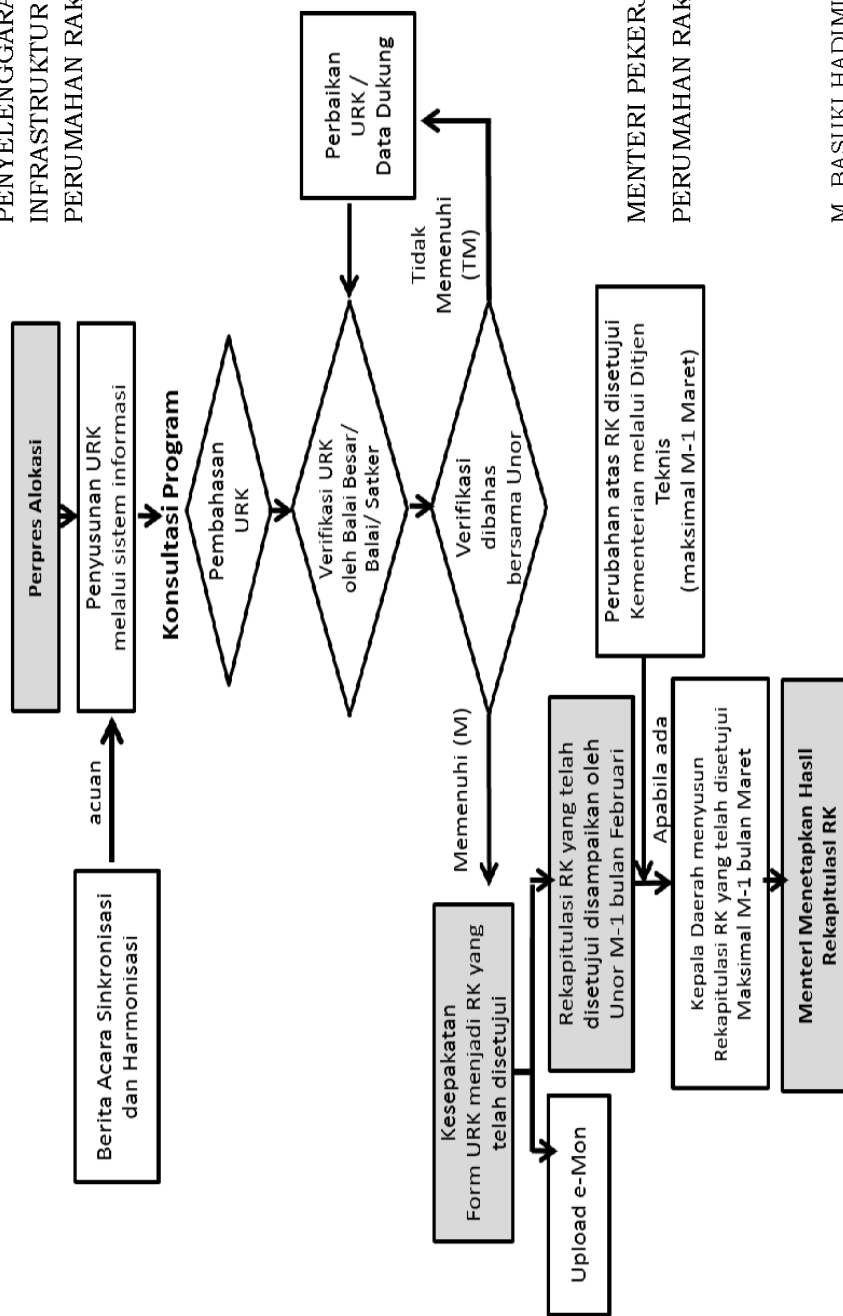 PERUMAHAN RAK
Perpres Alokasi
Penyusunan URK
melalui sistem informasi
acuan
Berita Acara Sinkronisasi
dan Harmonisasi
Konsultasi Program
Pembahasan
URK
Verifikasi URK
oleh Balai Besar/
Balai/ Satker
Perbaikan
URK /
Data Dukung
Verifikasi
dibahas
bersama Unor
Tidak
Memenuhi
(TM)
Memenuhi (M)
Kesepakatan
Form URK menjadi RK yang
telah disetujui
Upload e-Mon
Rekapitulasi RK yang telah
disetujui disampaikan oleh
Unor M-1 bulan Februari
Perubahan atas RK disetujui
Kementerian melalui Ditjen
Teknis
(maksimal M-1 Maret)
Apabila ada
Kepala Daerah menyusun
Rekapitulasi RK yang telah disetujui
Maksimal M-1 bulan Maret
Menteri Menetapkan Hasil
Rekapitulasi RK
INFRASTRUKTUR
MENTERI PEKERJ
PERUMAHAN RAK